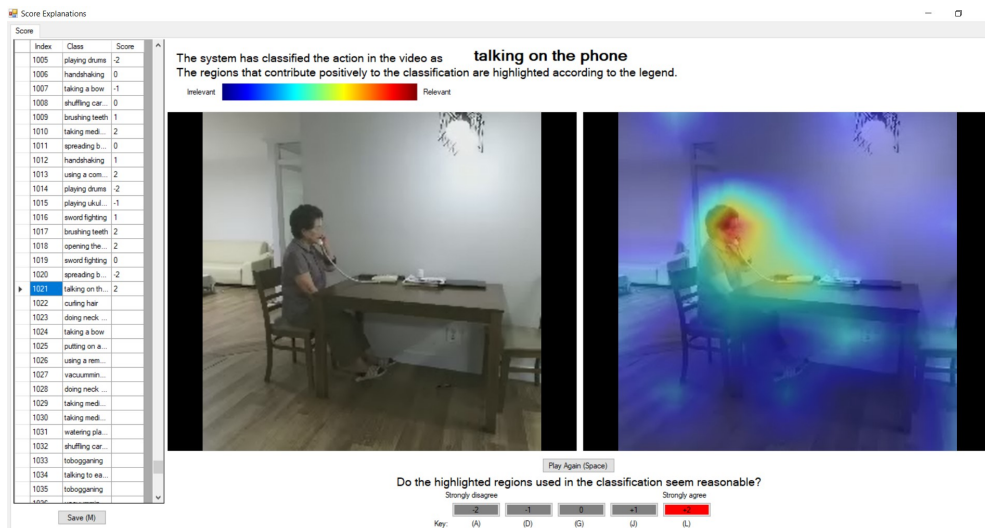 Score Explanations
Score
Index Class Score
1005 playing drums -2
1006 handshaking 0
1007 taking a bow -1
1008 shuffling car... 0
1009 brushing teeth 1
1010 taking medi... 2
1011 spreading b... 0
1012 handshaking 1
1013 using a com... 2
1014 playing drums -2
1015 playing ukul... -1
1016 sword fighting 1
1017 brushing teeth 2
1018 opening the... 2
1019 sword fighting 0
1020 spreading b... -2
1021 talking on th... 2
1022 curling hair
1023 doing neck ...
1024 taking a bow
1025 putting on a...
1026 using a rem...
1027 vacuummin...
1028 doing neck ...
1029 taking medi...
1030 taking medi...
1031 watering pla...
1032 shuffling car...
1033 tobogganing
1034 talking to ea...
1035 tobogganing
Save (M)
The system has classified the action in the video as talking on the phone
The regions that contribute positively to the classification are highlighted according to the legend.
Irrelevant Relevant
Play Again (Space)
Do the highlighted regions used in the classification seem reasonable?
Strongly disagree Strongly agree
-2 -1 0 +1 +2
Key: (A) (D) (G) (J) (L)